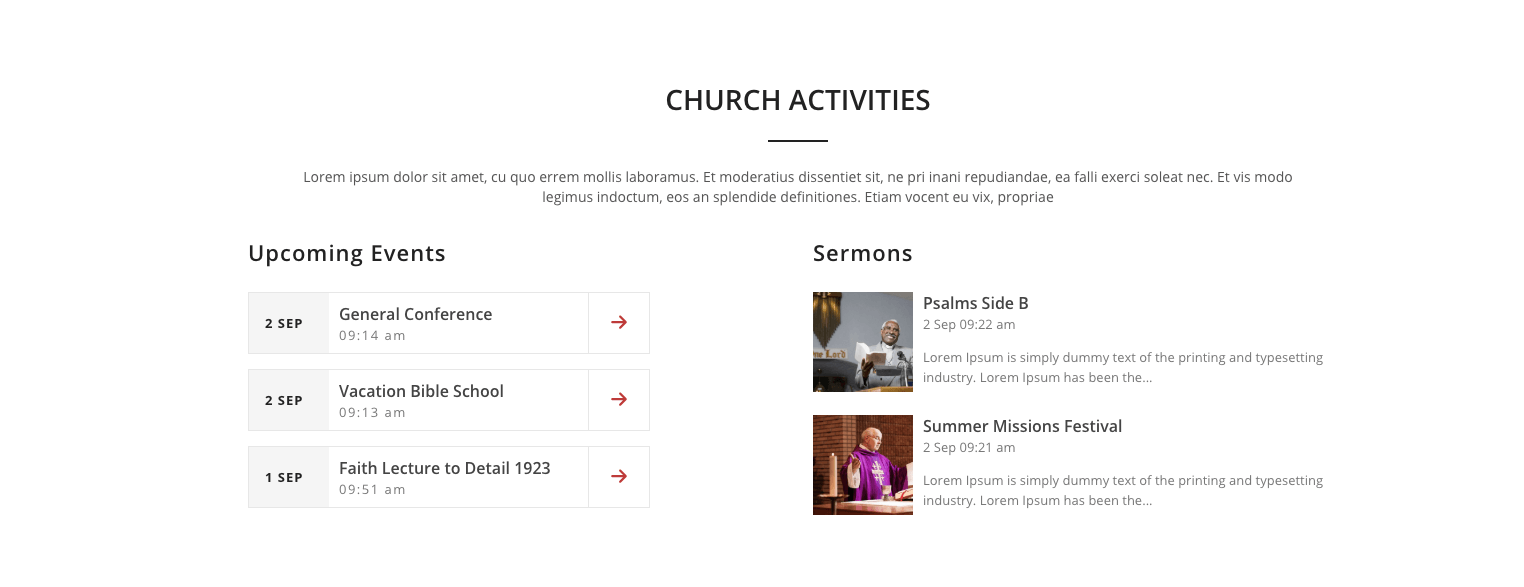 CHURCH ACTIVITIES
Lorem ipsum dolor sit amet, cu quo errem mollis laboramus. Et moderatius dissentiet sit, ne pri inani repudiandae, ea falli exerci soleat nec. Et vis modo
legimus indoctum, eos an splendide definitiones. Etiam vocent eu vix, propriae
Upcoming Events
2 SEP
General Conference
09:14 am
2 SEP
Vacation Bible School
09:13 am
1 SEP
Faith Lecture to Detail 1923
09:51 am
Sermons
Lord
Psalms Side B
2 Sep 09:22 am
Lorem Ipsum is simply dummy text of the printing and typesetting
industry. Lorem Ipsum has been the...
Summer Missions Festival
2 Sep 09:21 am
Lorem Ipsum is simply dummy text of the printing and typesetting
industry. Lorem Ipsum has been the...